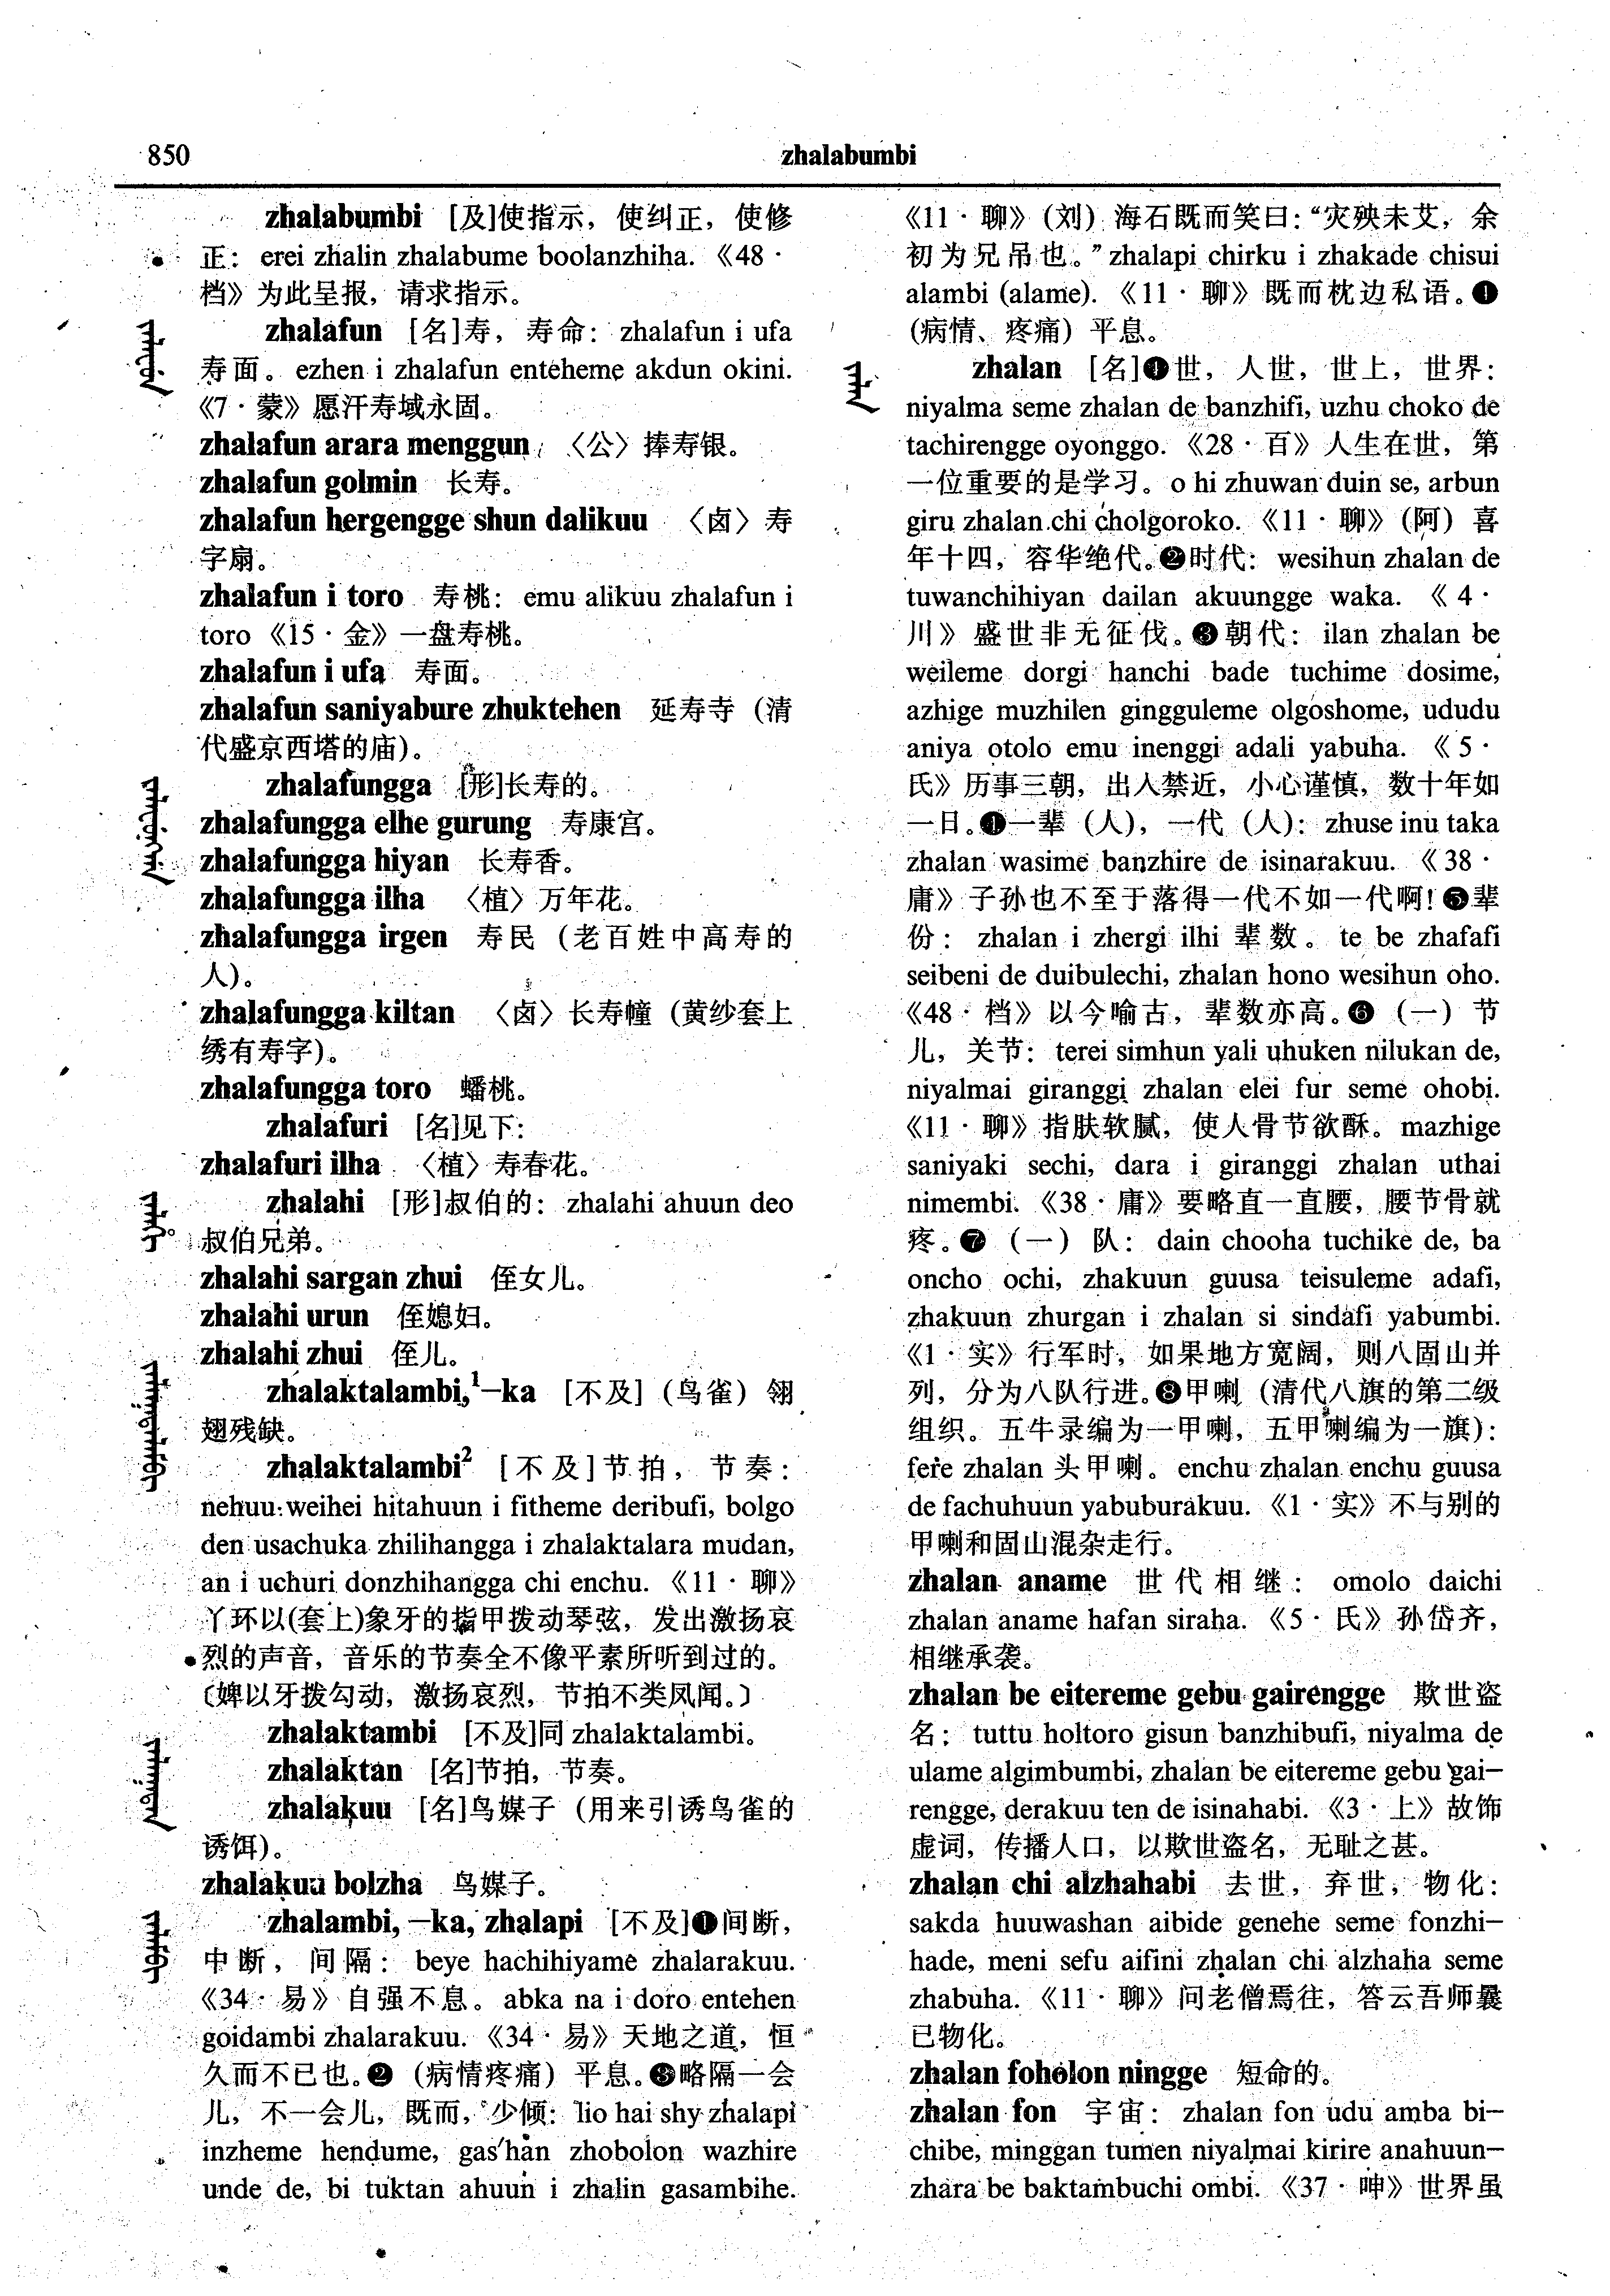 850
zhalabumbi
zhalabumbi [及]使指示，使纠正，使修
正：erei zhalin zhalabume boolanzhiha.《48·
档》为此呈报，请求指示。
zhalafun [名]寿，寿命：zhalafun i ufa
寿面。ezhen i zhalafun enteheme akdun okini.
《7·蒙》愿汗寿域永固。
zhalafun arara menggun 〈公〉捧寿银。
zhalafun golmin 长寿。
zhalafun hergengge shun dalikuu 〈卤〉寿
字扇。
zhalafun i toro 寿桃：emu alikuu zhalafun i
toro《15·金》一盘寿桃。
zhalafun i ufa 寿面。
zhalafun saniyabure zhuktehen 延寿寺（清
代盛京西塔的庙）。
zhalafungga [形]长寿的。
zhalafungga elhe gurung 寿康宫。
zhalafungga hiyan 长寿香。
zhalafungga ilha 〈植〉万年花。
zhalafungga irgen 寿民（老百姓中高寿的
人）。
zhalafungga kiltan 〈卤〉长寿幢（黄纱套上
绣有寿字）。
zhalafungga toro 蟠桃。
zhalafuri [名]见下：
zhalafuri ilha 〈植〉寿春花。
zhalahi [形]叔伯的：zhalahi ahuun deo
叔伯兄弟。
zhalahi sargan zhui 侄女儿。
zhalahi urun 侄媳妇。
zhalahi zhui 侄儿。
zhalaktalambi,¹–ka [不及]（鸟雀）翎
翅残缺。
zhalaktalambi² [不及]节拍，节奏：
nehuu weihei hitahuun i fitheme deribufi, bolgo
den usachuka zhilihangga i zhalaktalara mudan,
an i uchuri donzhihangga chi enchu.《11·聊》
丫环以(套上)象牙的指甲拨动琴弦，发出激扬哀
烈的声音，音乐的节奏全不像平素所听到过的。
〔婢以牙拨勾动，激扬哀烈，节拍不类凤闻。〕
zhalaktambi [不及]同 zhalaktalambi。
zhalaktan [名]节拍，节奏。
zhalakuu [名]鸟媒子（用来引诱鸟雀的
诱饵）。
zhalakuu bolzha 鸟媒子。
zhalambi, –ka, zhalapi [不及]❶间断，
中断，间隔：beye hachihiyame zhalarakuu.
《34·易》自强不息。abka na i doro entehen
goidambi zhalarakuu.《34·易》天地之道，恒
久而不已也。❷（病情疼痛）平息。❸略隔一会
儿，不一会儿，既而，少倾：lio hai shy zhalapi
inzheme hendume, gas'han zhobolon wazhire
unde de, bi tuktan ahuun i zhalin gasambihe.
《11·聊》(刘) 海石既而笑曰：“灾殃未艾，余
初为兄吊也。”zhalapi chirku i zhakade chisui
alambi (alame).《11·聊》既而枕边私语。❶
(病情、疼痛）平息。
zhalan [名]❶世，人世，世上，世界：
niyalma seme zhalan de banzhifi, uzhu choko de
tachirengge oyonggo.《28·百》人生在世，第
一位重要的是学习。o hi zhuwan duin se, arbun
giru zhalan chi cholgoroko.《11·聊》(阿) 喜
年十四，容华绝代。❷时代：wesihun zhalan de
tuwanchihiyan dailan akuungge waka.《4·
川》盛世非无征伐。❸朝代：ilan zhalan be
weileme dorgi hanchi bade tuchime dosime,
azhige muzhilen gingguleme olgoshome, ududu
aniya otolo emu inenggi adali yabuha.《5·
氏》历事三朝，出入禁近，小心谨慎，数十年如
一日。❹一辈（人），一代（人）：zhuse inu taka
zhalan wasime banzhire de isinarakuu.《38·
庸》子孙也不至于落得一代不如一代啊！❺辈
份：zhalan i zhergi ilhi 辈数。te be zhafafi
seibeni de duibulechi, zhalan hono wesihun oho.
《48·档》以今喻古，辈数亦高。❻（一）节
儿，关节：terei simhun yali uhuken nilukan de,
niyalmai giranggi zhalan elei fur seme ohobi.
《11·聊》指肤软腻，使人骨节欲酥。mazhige
saniyaki sechi, dara i giranggi zhalan uthai
nimembi.《38·庸》要略直一直腰，腰节骨就
疼。❼（一）队：dain chooha tuchike de, ba
oncho ochi, zhakuun guusa teisuleme adafi,
zhakuun zhurgan i zhalan si sindafi yabumbi.
《1·实》行军时，如果地方宽阔，则八固山并
列，分为八队行进。❽甲喇（清代八旗的第二级
组织。五牛录编为一甲喇，五甲喇编为一旗）：
fere zhalan 头甲喇。enchu zhalan enchu guusa
de fachuhuun yabuburakuu.《1·实》不与别的
甲喇和固山混杂走行。
zhalan aname 世代相继：omolo daichi
zhalan aname hafan siraha.《5·氏》孙岱齐，
相继承袭。
zhalan be eitereme gebu gairengge 欺世盗
名：tuttu holtoro gisun banzhibufi, niyalma de
ulame algimbumbi, zhalan be eitereme gebu gai–
rengge, derakuu ten de isinahabi.《3·上》故饰
虚词，传播人口，以欺世盗名，无耻之甚。
zhalan chi alzhahabi 去世，弃世，物化：
sakda huuwashan aibide genehe seme fonzhi–
hade, meni sefu aifini zhalan chi alzhaha seme
zhabuha.《11·聊》问老僧焉往，答云吾师曩
已物化。
zhalan foholon ningge 短命的。
zhalan fon 宇宙：zhalan fon udu amba bi–
chibe, minggan tumen niyalmai kirire anahuun–
zhara be baktambuchi ombi.《37·呻》世界虽